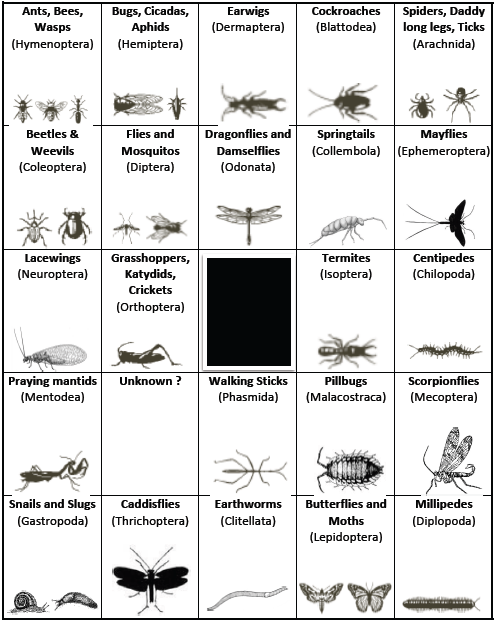 Ants, Bees,
Wasps
(Hymenoptera)
Bugs, Cicadas,
Aphids
(Hemiptera)
Earwigs
(Dermaptera)
Cockroaches
(Blattodea)
Spiders, Daddy
long legs, Ticks
(Arachnida)
Beetles &
Weevils
(Coleoptera)
Flies and
Mosquitos
(Diptera)
Dragonflies and
Damselflies
(Odonata)
Springtails
(Collembola)
Mayflies
(Ephemeroptera)
Lacewings
(Neuroptera)
Grasshoppers,
Katydids,
Crickets
(Orthoptera)
Termites
(Isoptera)
Centipedes
(Chilopoda)
Praying mantids
(Mentodea)
Unknown ?
Walking Sticks
(Phasmida)
Pillbugs
(Malacostraca)
Scorpionflies
(Mecoptera)
Snails and Slugs
(Gastropoda)
Caddisflies
(Thrichoptera)
Earthworms
(Clitellata)
Butterflies and
Moths
(Lepidoptera)
Millipedes
(Diplopoda)